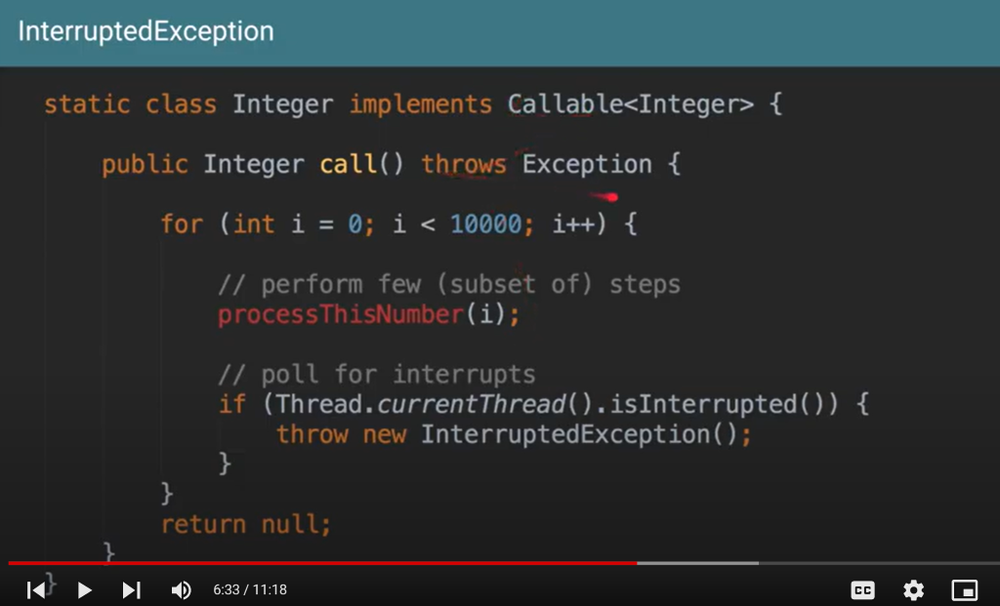 InterruptedException
static class Integer implements Callable<Integer> {
public Integer call() throws Exception {
for (int i = 0; i < 10000; i++) {
// perform few (subset of) steps
processThisNumber(i);
// poll for interrupts
if (Thread.currentThread().isInterrupted()) {
throw new InterruptedException();
}
}
return null;
}
}
6:33 / 11:18
CC